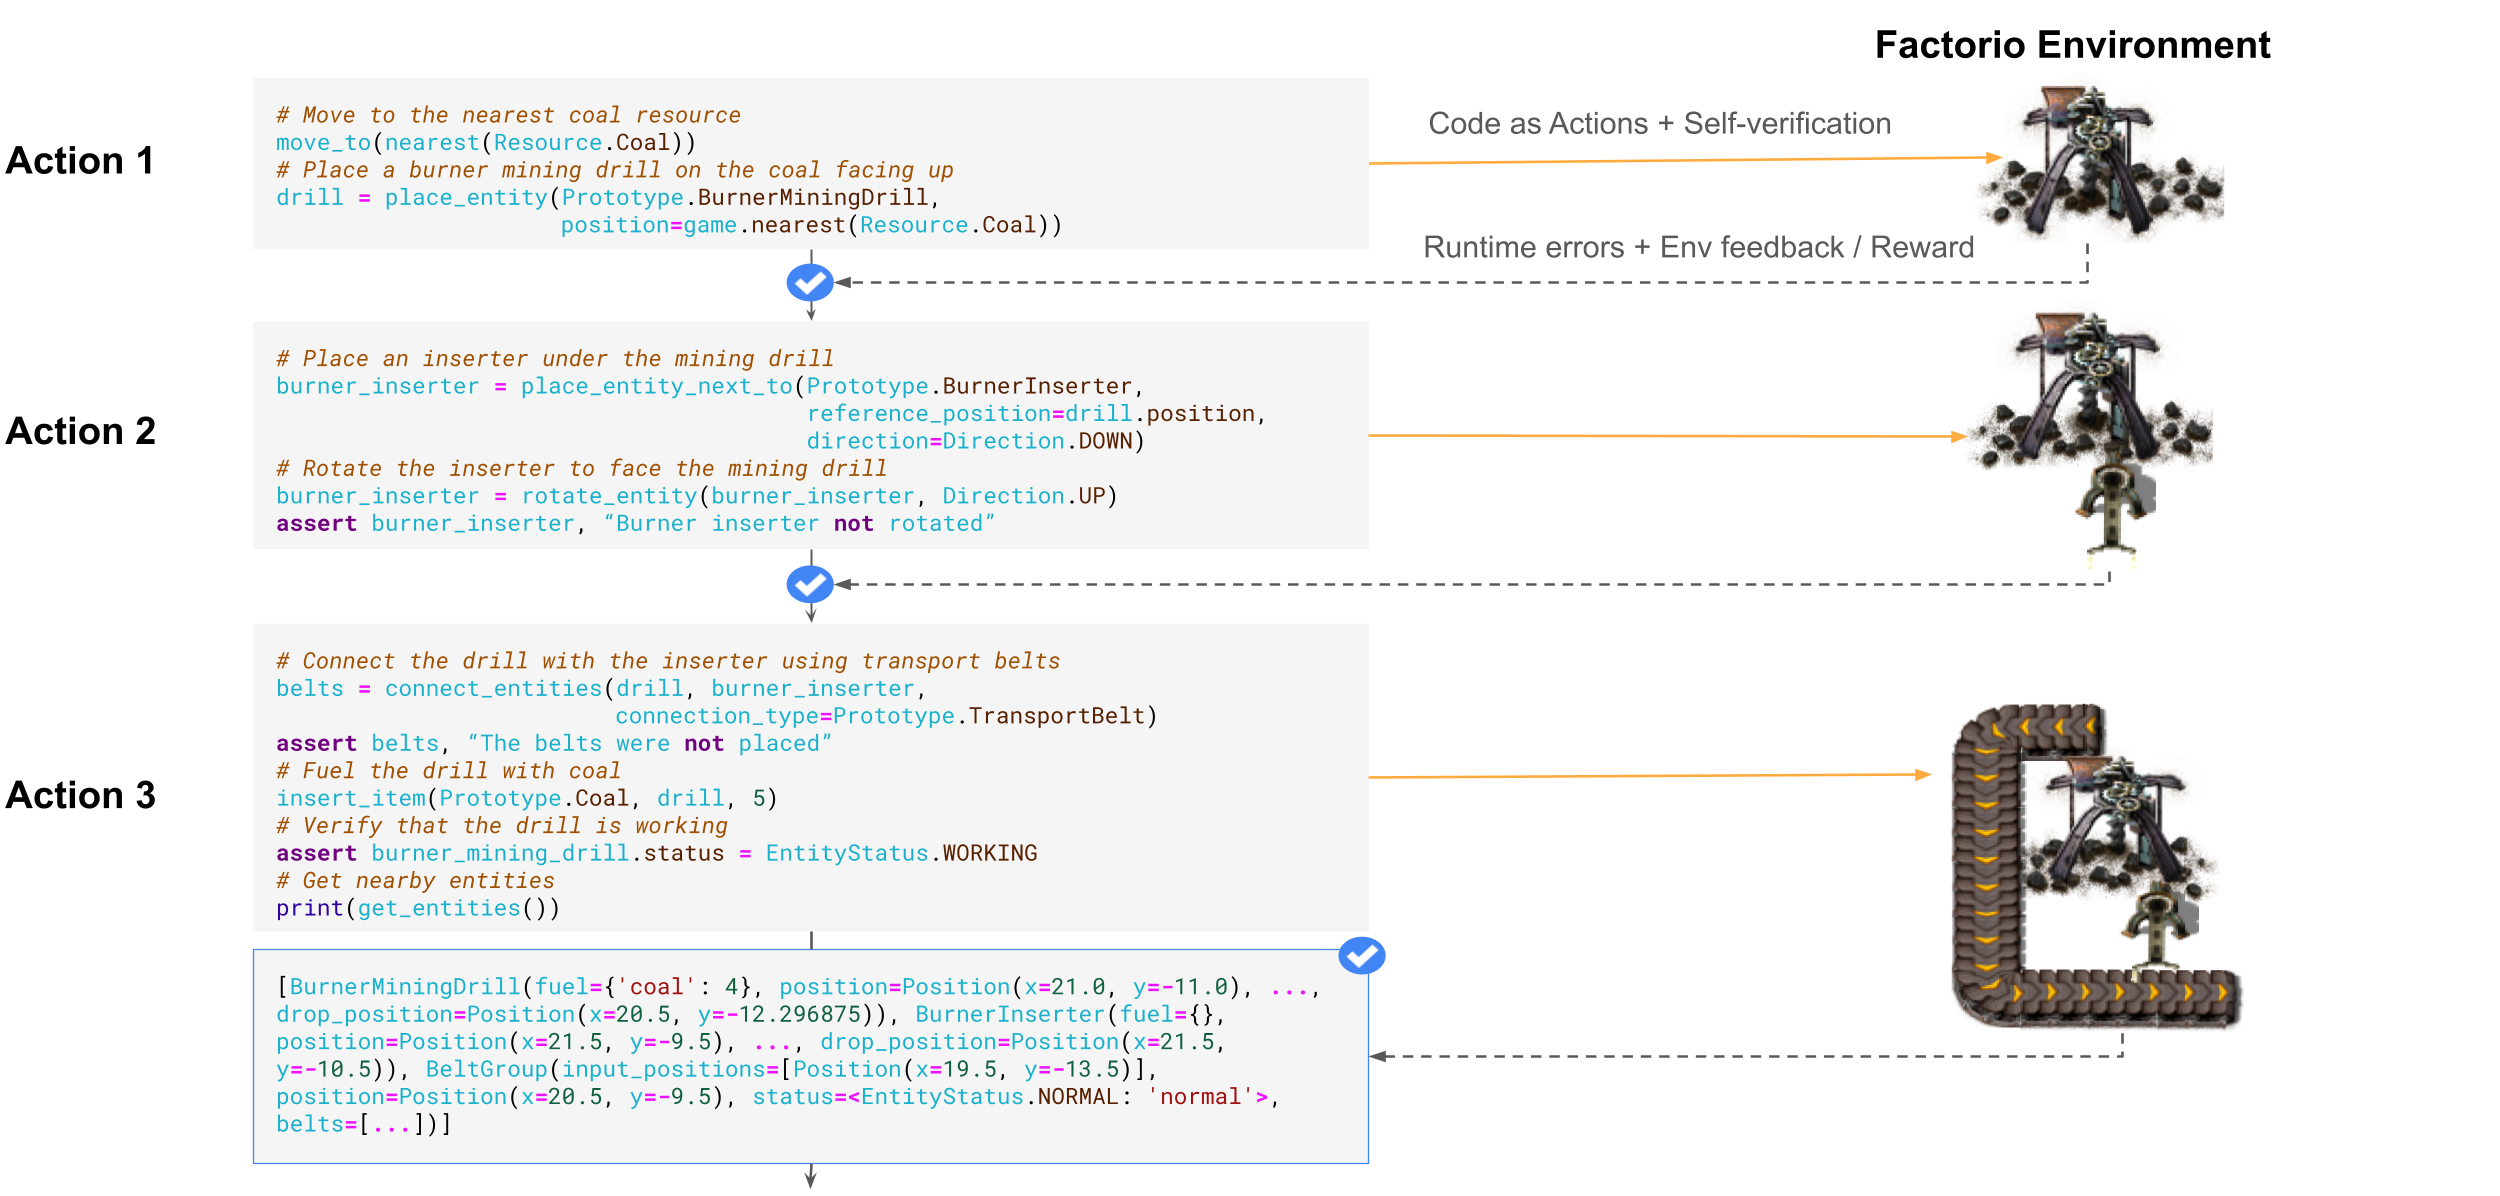 Factorio Environment
Action 1
# Move to the nearest coal resource
move_to(nearest(Resource.Coal))
# Place a burner mining drill on the coal facing up
drill = place_entity(Prototype.BurnerMiningDrill,
position=game.nearest(Resource.Coal))
Code as Actions + Self-verification
Runtime errors + Env feedback / Reward
Action 2
# Place an inserter under the mining drill
burner_inserter = place_entity_next_to(Prototype.BurnerInserter,
reference_position=drill.position,
direction=Direction.DOWN)
# Rotate the inserter to face the mining drill
burner_inserter = rotate_entity(burner_inserter, Direction.UP)
assert burner_inserter, “Burner inserter not rotated”
Action 3
# Connect the drill with the inserter using transport belts
belts = connect_entities(drill, burner_inserter,
connection_type=Prototype.TransportBelt)
assert belts, “The belts were not placed”
# Fuel the drill with coal
insert_item(Prototype.Coal, drill, 5)
# Verify that the drill is working
assert burner_mining_drill.status = EntityStatus.WORKING
# Get nearby entities
print(get_entities())
[BurnerMiningDrill(fuel={'coal': 4}, position=Position(x=21.0, y=-11.0), ...,
drop_position=Position(x=20.5, y=-12.296875)), BurnerInserter(fuel={},
position=Position(x=21.5, y=-9.5), ..., drop_position=Position(x=21.5,
y=-10.5)), BeltGroup(input_positions=[Position(x=19.5, y=-13.5)],
position=Position(x=20.5, y=-9.5), status=<EntityStatus.NORMAL: 'normal'>,
belts=[...])]